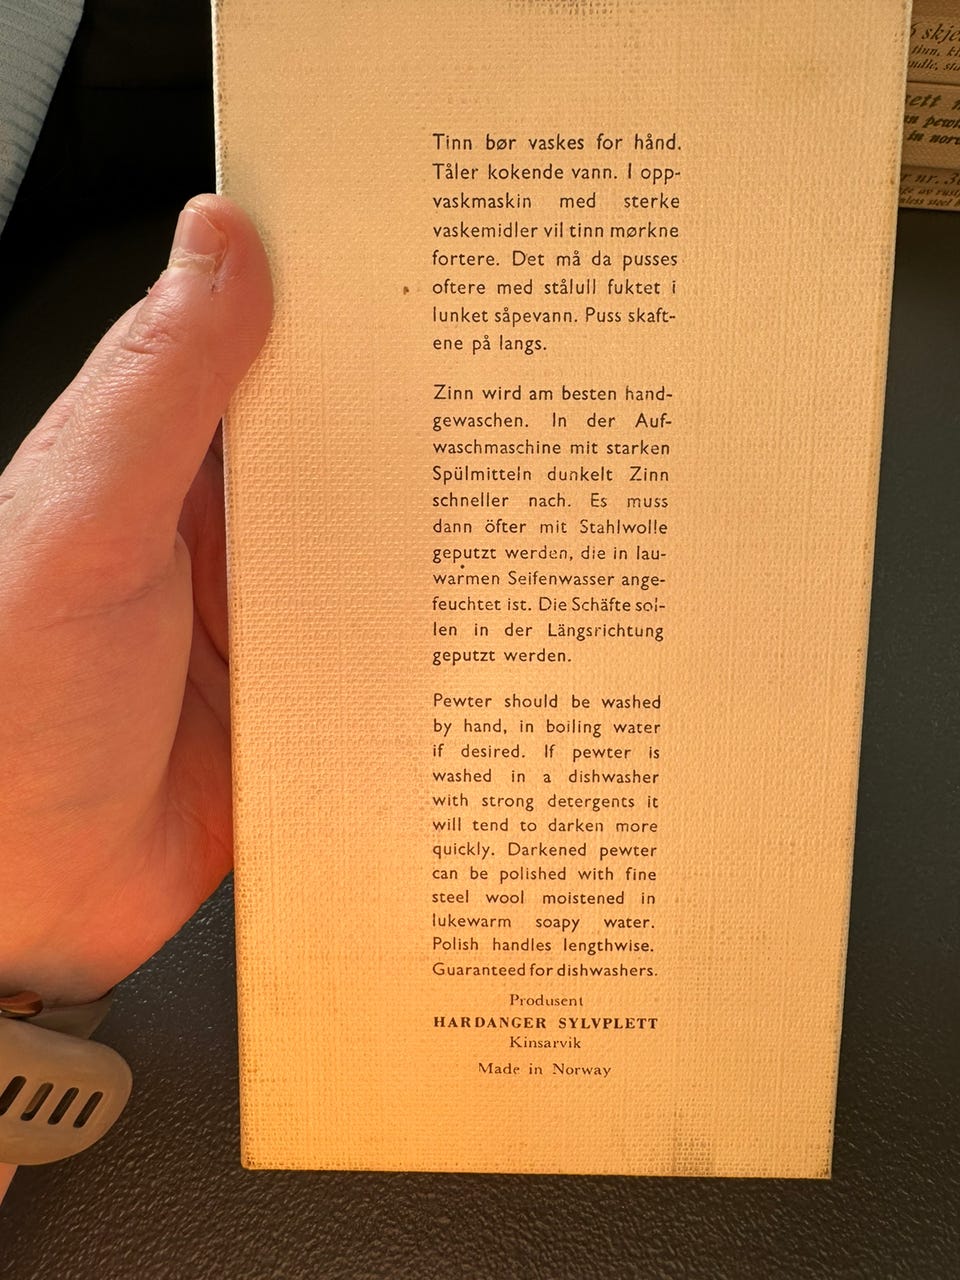 Tinn bør vaskes for hånd.
Tåler kokende vann. I opp-
vaskmaskin med sterke
vaskemidler vil tinn mørkne
fortere. Det må da pusses
oftere med stålull fuktet i
lunket såpevann. Puss skaft-
ene på langs.
Zinn wird am besten hand-
gewaschen. In der Auf-
waschmaschine mit starken
Spülmitteln dunkelt Zinn
schneller nach. Es muss
dann öfter mit Stahlwolle
geputzt werden, die in lau-
warmen Seifenwasser ange-
feuchtet ist. Die Schäfte sol-
len in der Längsrichtung
geputzt werden.
Pewter should be washed
by hand, in boiling water
if desired. If pewter is
washed in a dishwasher
with strong detergents it
will tend to darken more
quickly. Darkened pewter
can be polished with fine
steel wool moistened in
lukewarm soapy water.
Polish handles lengthwise.
Guaranteed for dishwashers.
Produsent
HARDANGER SYLVPLETT
Kinsarvik
Made in Norway
tinn,
in
nr.